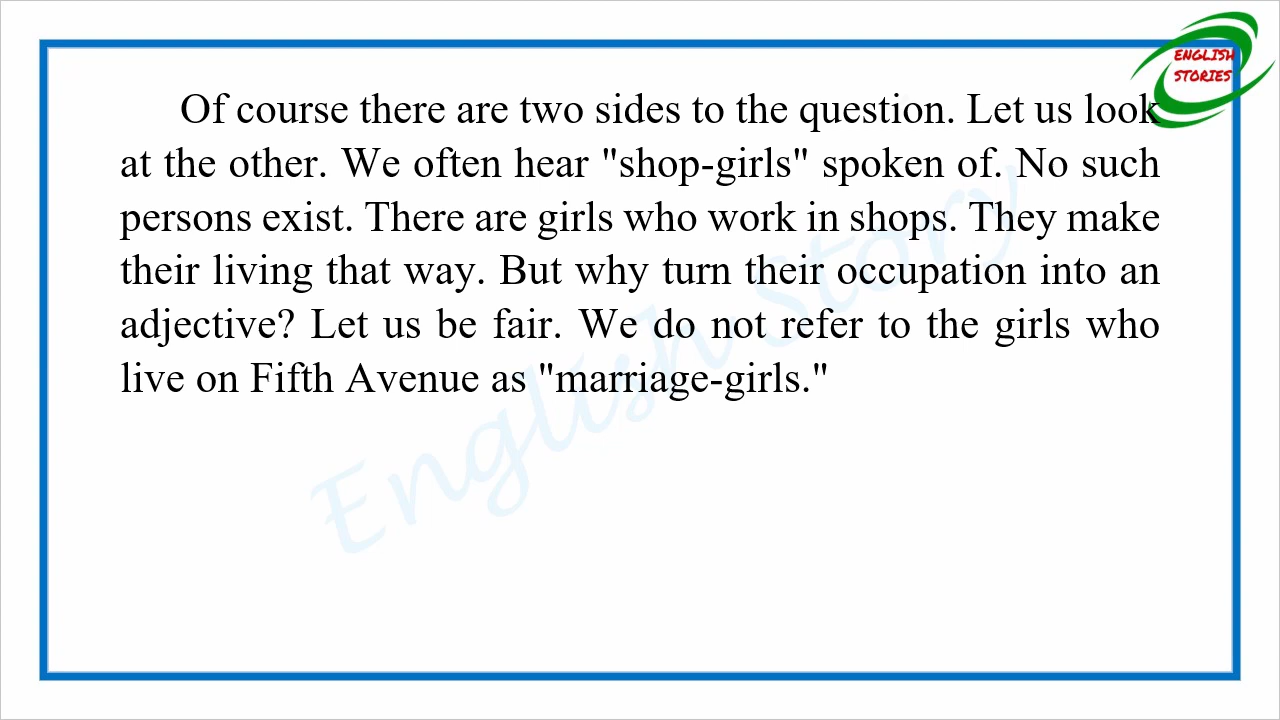 ENGLISH
STORIES
Of course there are two sides to the question. Let us look
at the other. We often hear "shop-girls" spoken of. No such
persons exist. There are girls who work in shops. They make
their living that way. But why turn their occupation into an
adjective? Let us be fair. We do not refer to the girls who
live on Fifth Avenue as "marriage-girls."
English Story